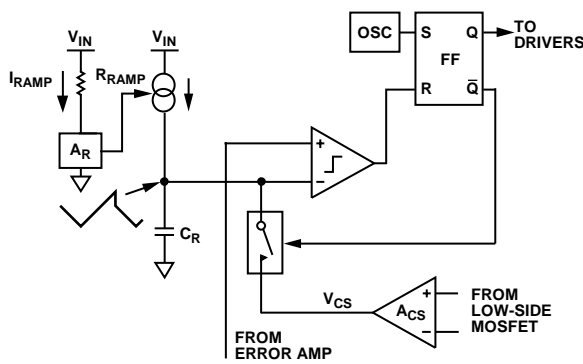 V_IN
V_IN
I_RAMP
R_RAMP
A_R
C_R
OSC
S
Q
FF
R
Q̅
TO
DRIVERS
+
–
V_CS
A_CS
+
–
FROM
LOW-SIDE
MOSFET
FROM
ERROR AMP